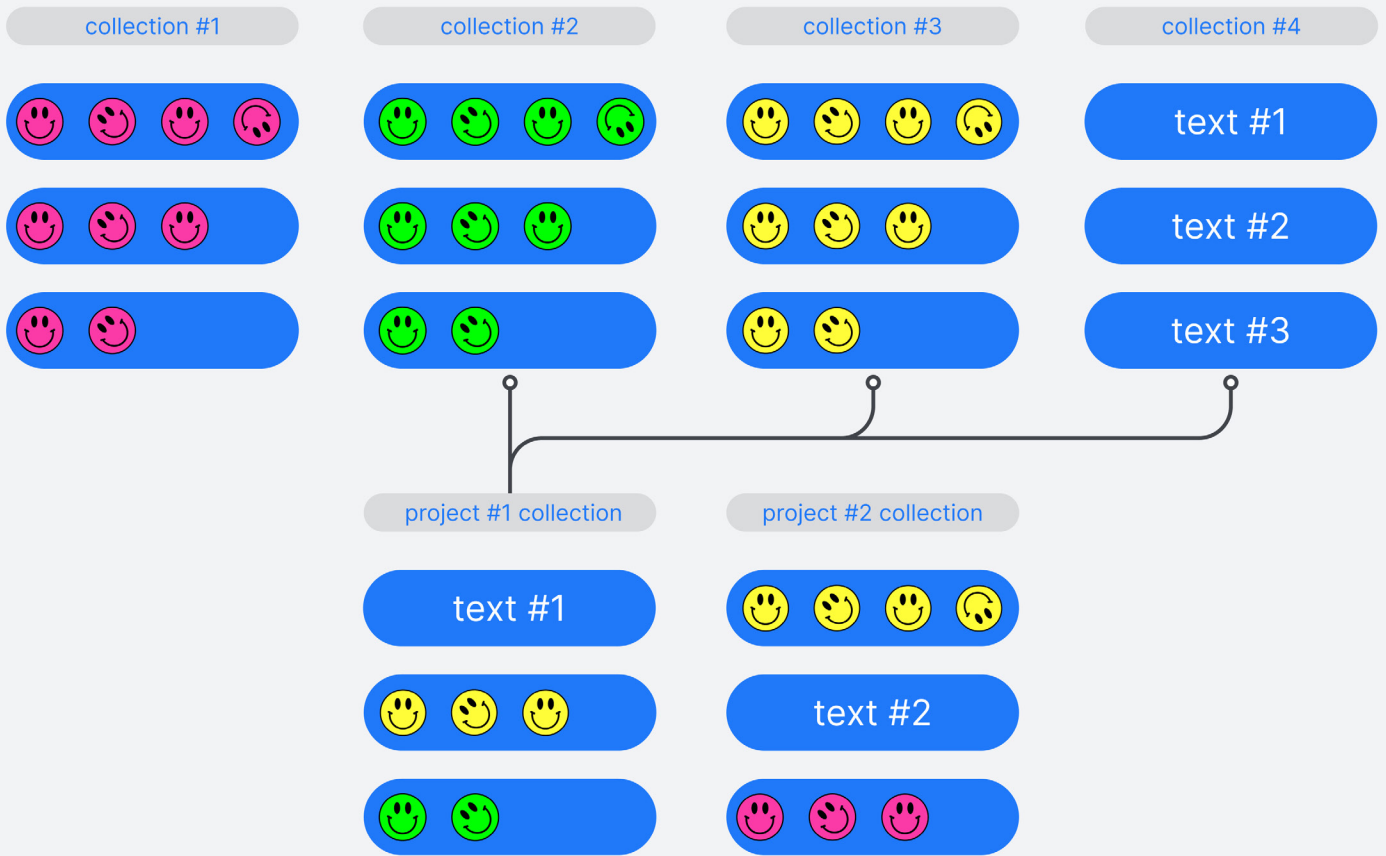 collection #1
collection #2
collection #3
collection #4
text #1
text #2
text #3
project #1 collection
project #2 collection
text #1
text #2